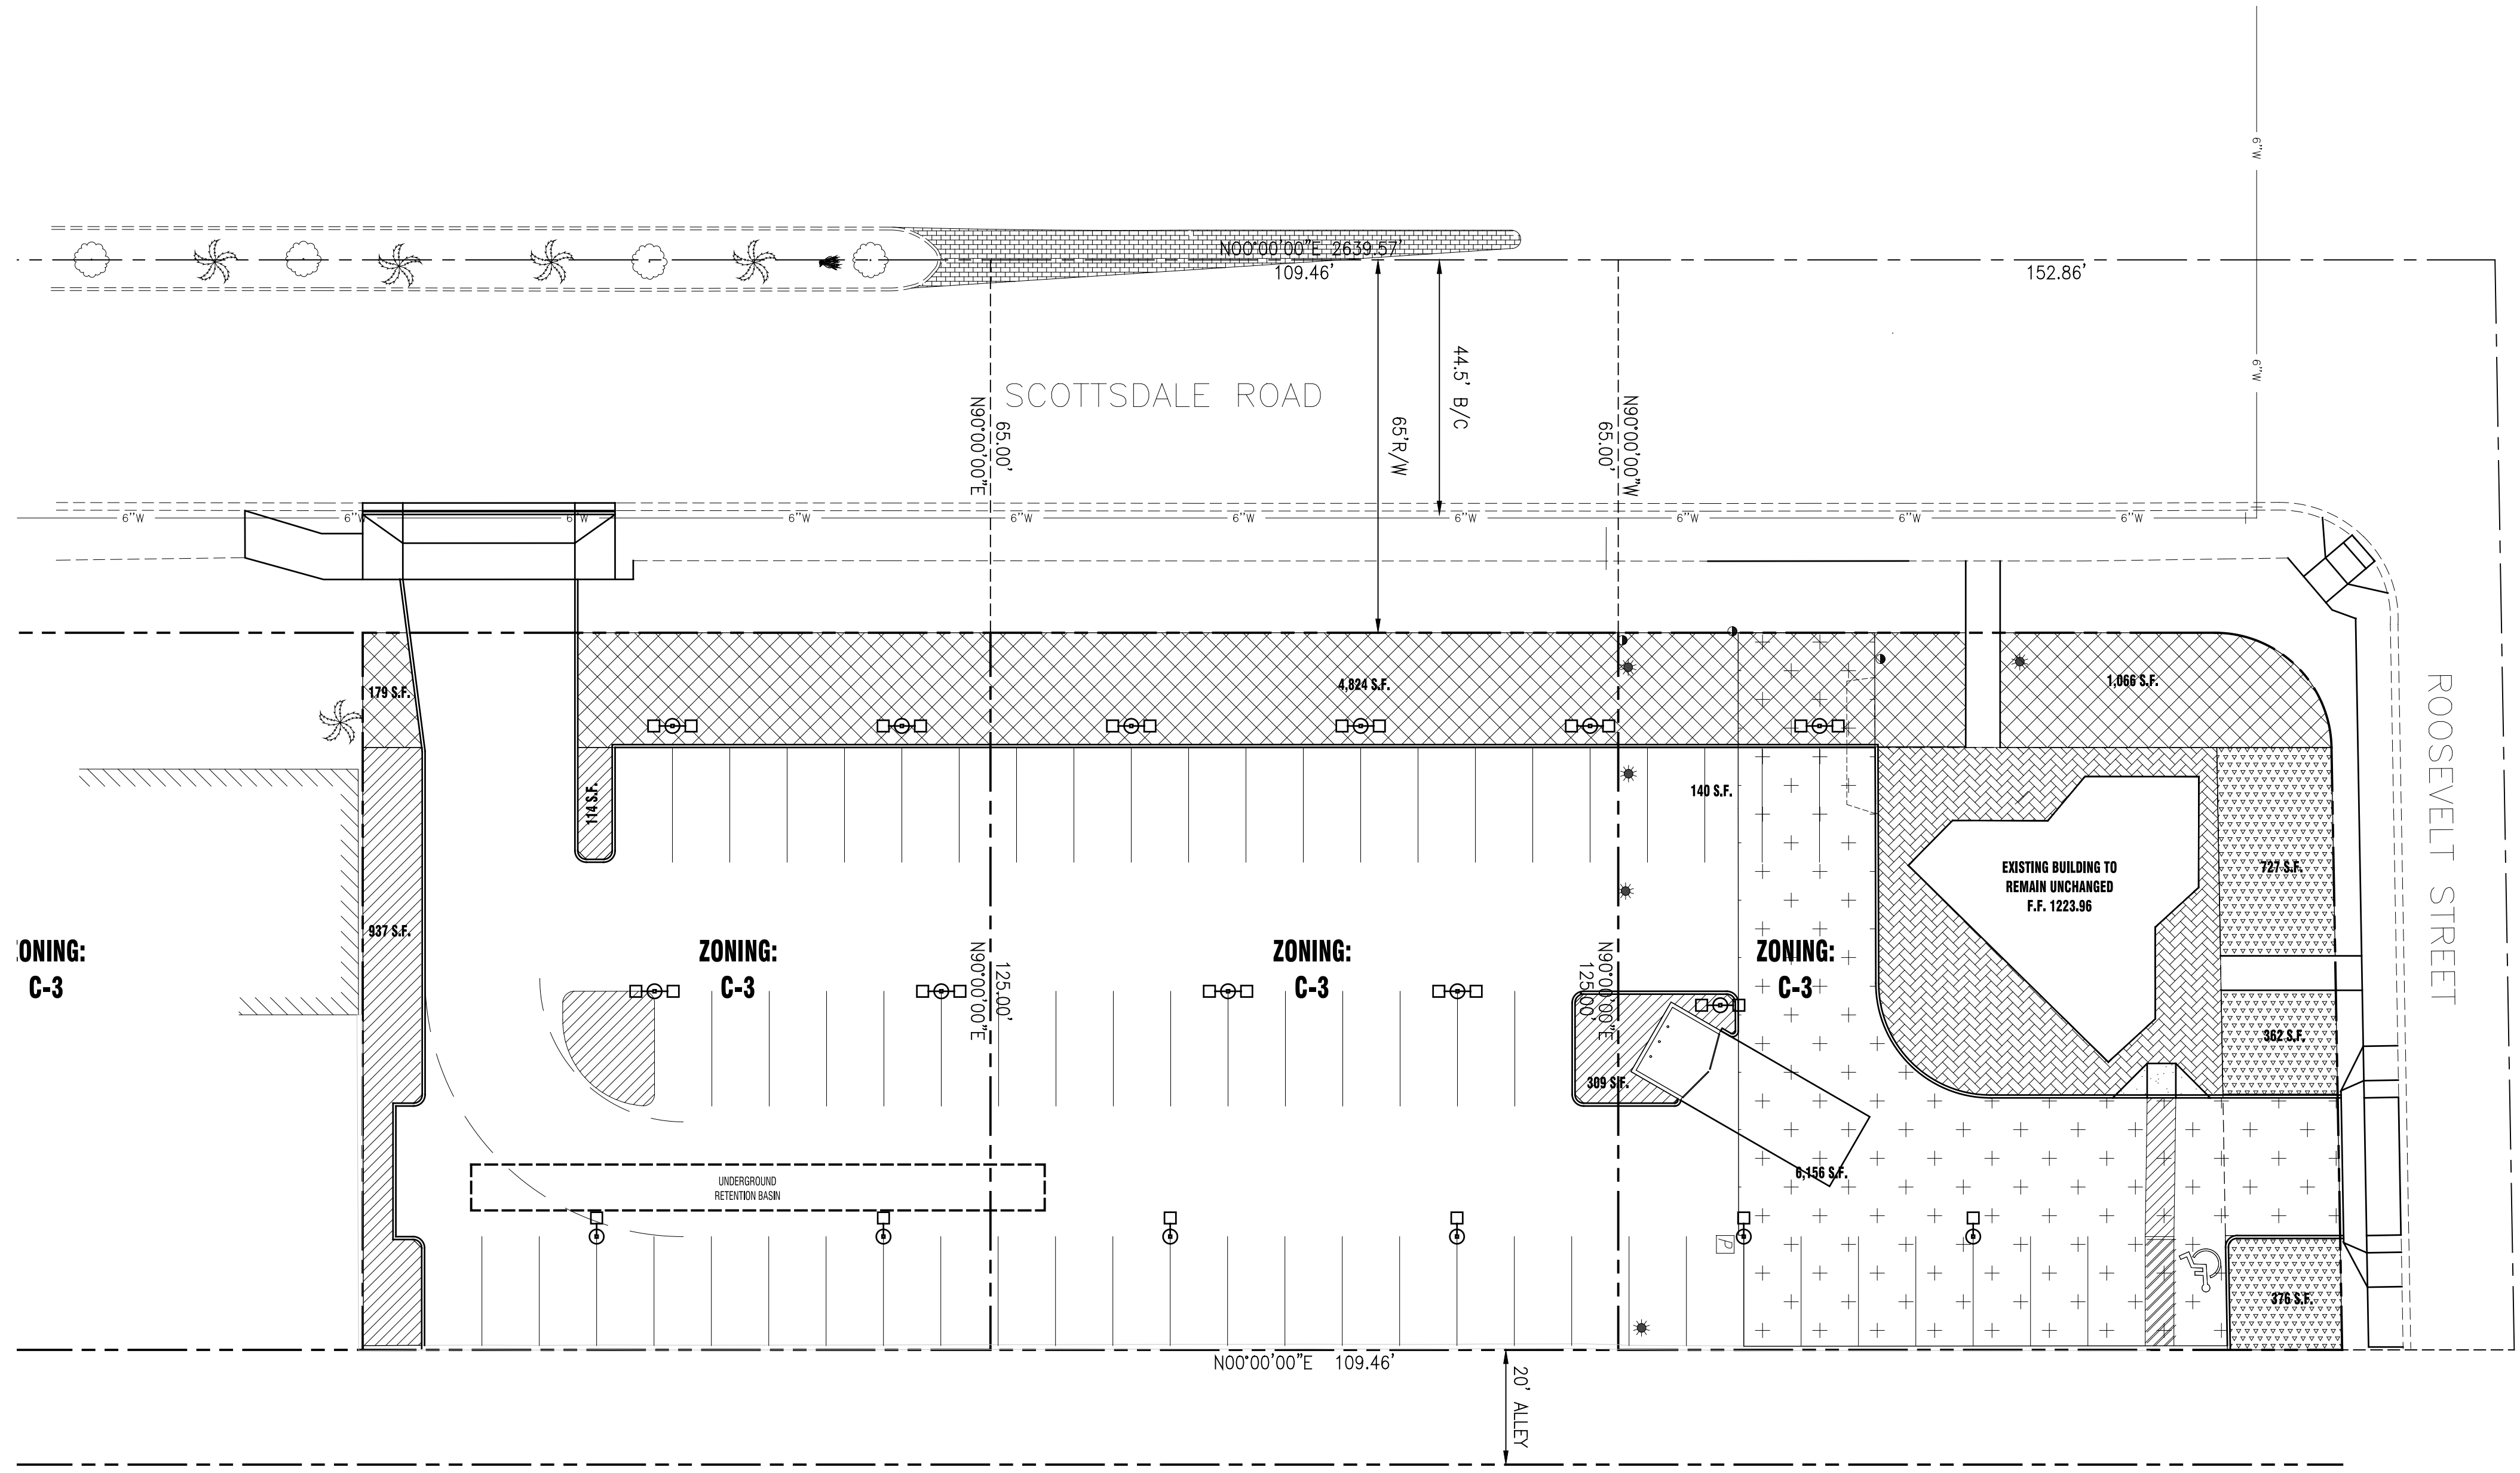 6"W
N00°00'00"E 2639.57'
109.46'
152.86'
6"W
SCOTTSDALE ROAD
44.5' B/C
65'R/W
N90°00'00"E
65.00'
65.00'
N90°00'00"W
6"W
6"W
6"W
6"W
6"W
6"W
6"W
6"W
6"W
6"W
ROOSEVELT STREET
179 S.F.
4,824 S.F.
1,066 S.F.
114 S.F.
140 S.F.
EXISTING BUILDING TO
REMAIN UNCHANGED
F.F. 1223.96
727 S.F.
937 S.F.
ONING:
C-3
ZONING:
C-3
N90°00'00"E
125.00'
ZONING:
C-3
125.00'
N90°00'00"E
ZONING:
C-3
362 S.F.
309 S.F.
6,156 S.F.
UNDERGROUND
RETENTION BASIN
P
376 S.F.
N00°00'00"E 109.46'
20' ALLEY